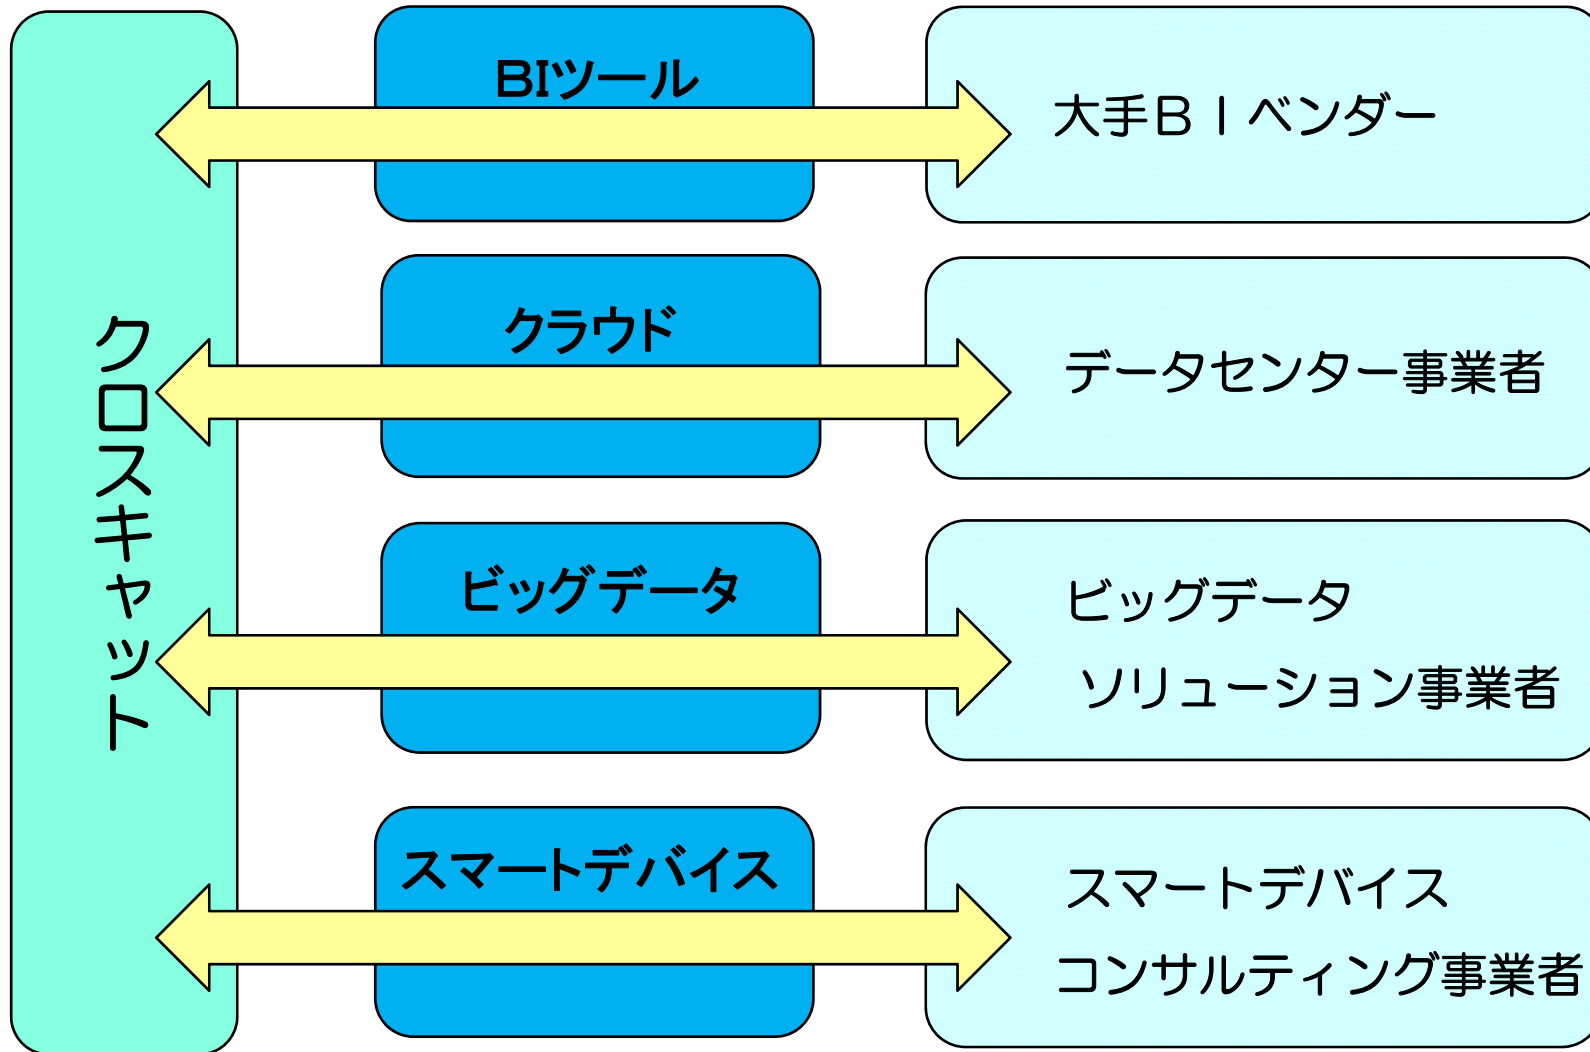 クロスキャット
BIツール
大手BIベンダー
クラウド
データセンター事業者
ビッグデータ
ビッグデータ
ソリューション事業者
スマートデバイス
スマートデバイス
コンサルティング事業者